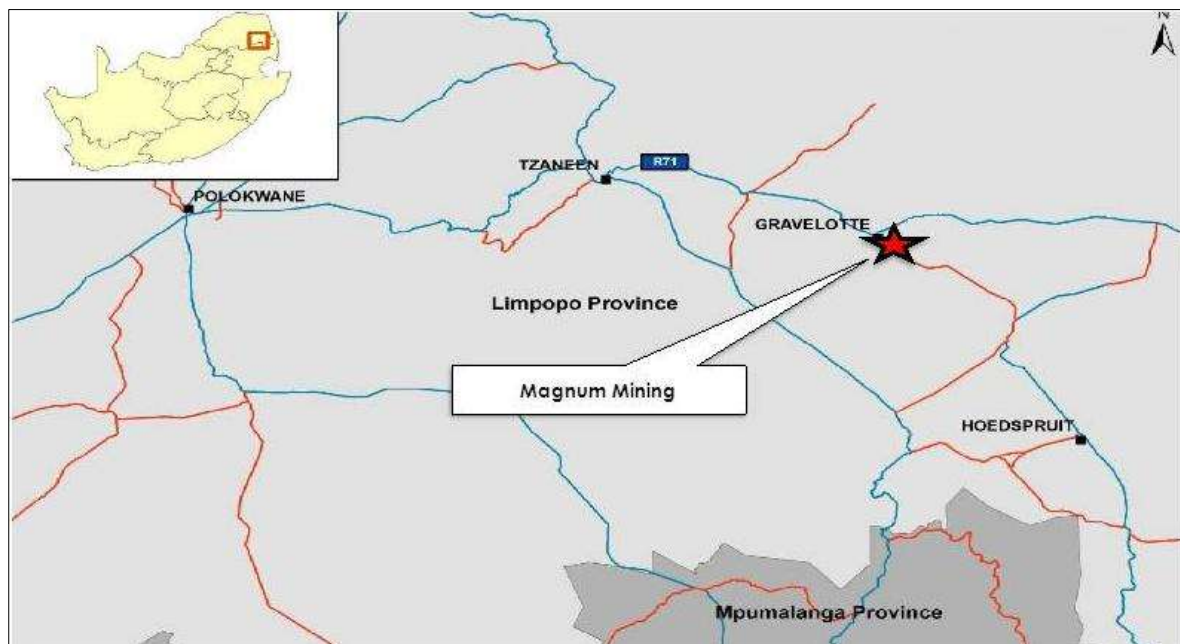 N
TZANEEN
R71
POLOKWANE
GRAVELOTTE
Limpopo Province
Magnum Mining
HOEDSPRUIT
Mpumalanga Province